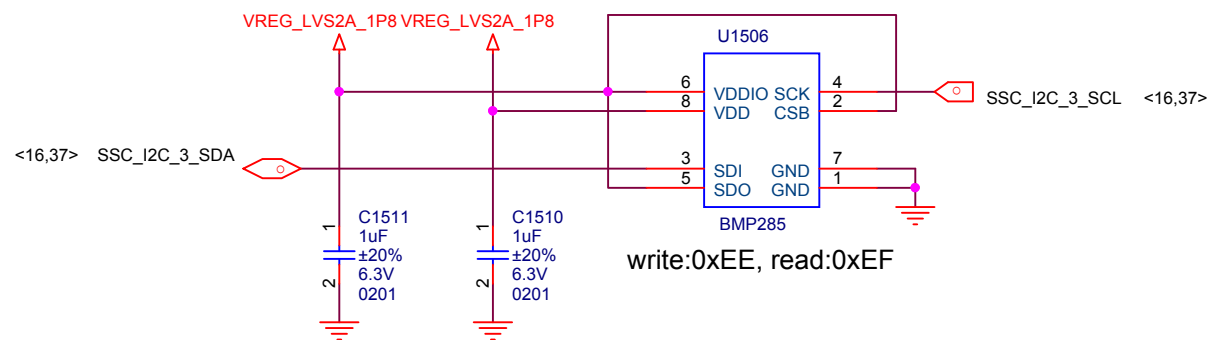 VREG_LVS2A_1P8 VREG_LVS2A_1P8
U1506
6 VDDIO SCK 4
8 VDD CSB 2
SSC_I2C_3_SCL <16,37>
<16,37> SSC_I2C_3_SDA
3 SDI GND 7
5 SDO GND 1
BMP285
write:0xEE, read:0xEF
1
C1511
1uF
±20%
6.3V
0201
2
1
C1510
1uF
±20%
6.3V
0201
2